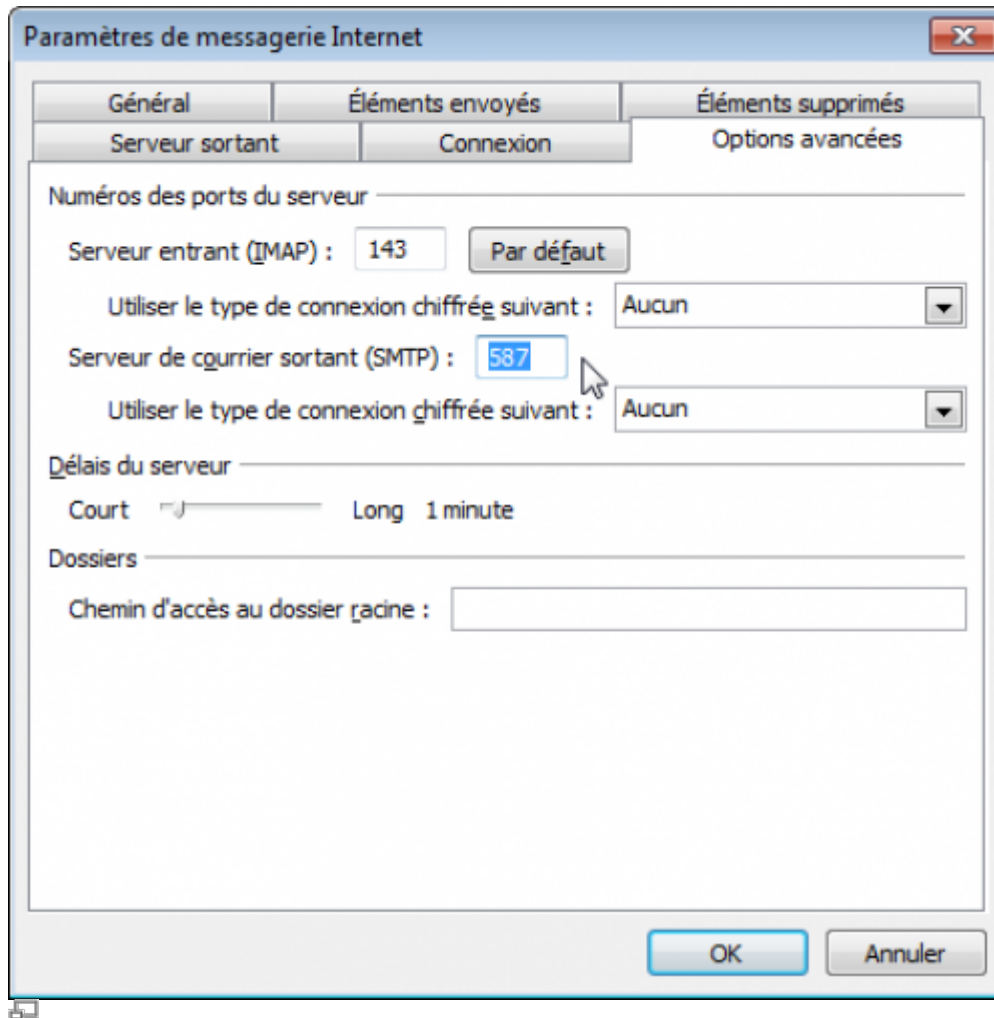 Paramètres de messagerie Internet
Général Éléments envoyés Éléments supprimés
Serveur sortant Connexion Options avancées
Numéros des ports du serveur
Serveur entrant (IMAP) : 143 Par défaut
Utiliser le type de connexion chiffrée suivant : Aucun
Serveur de courrier sortant (SMTP) : 587
Utiliser le type de connexion chiffrée suivant : Aucun
Délais du serveur
Court Long 1 minute
Dossiers
Chemin d'accès au dossier racine :
OK Annuler